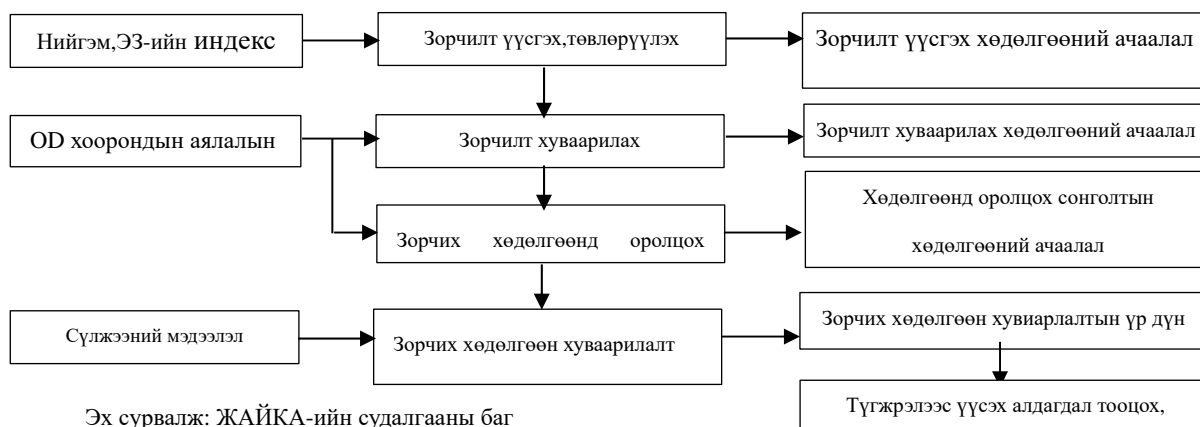 Нийгэм,ЭЗ-ийн индекс
Зорчилт үүсгэх,төвлөрүүлэх
Зорчилт үүсгэх хөдөлгөөний ачаалал
OD хоорондын аялалын
Зорчилт хуваарилах
Зорчилт хуваарилах хөдөлгөөний ачаалал
Зорчих хөдөлгөөнд оролцох
Хөдөлгөөнд оролцох сонголтын
хөдөлгөөний ачаалал
Сүлжээний мэдээлэл
Зорчих хөдөлгөөн хуваарилалт
Зорчих хөдөлгөөн хувиарлалтын үр дүн
Түгжрэлээс үүсэх алдагдал тооцох,
Эх сурвалж: ЖАЙКА-ийн судалгааны баг